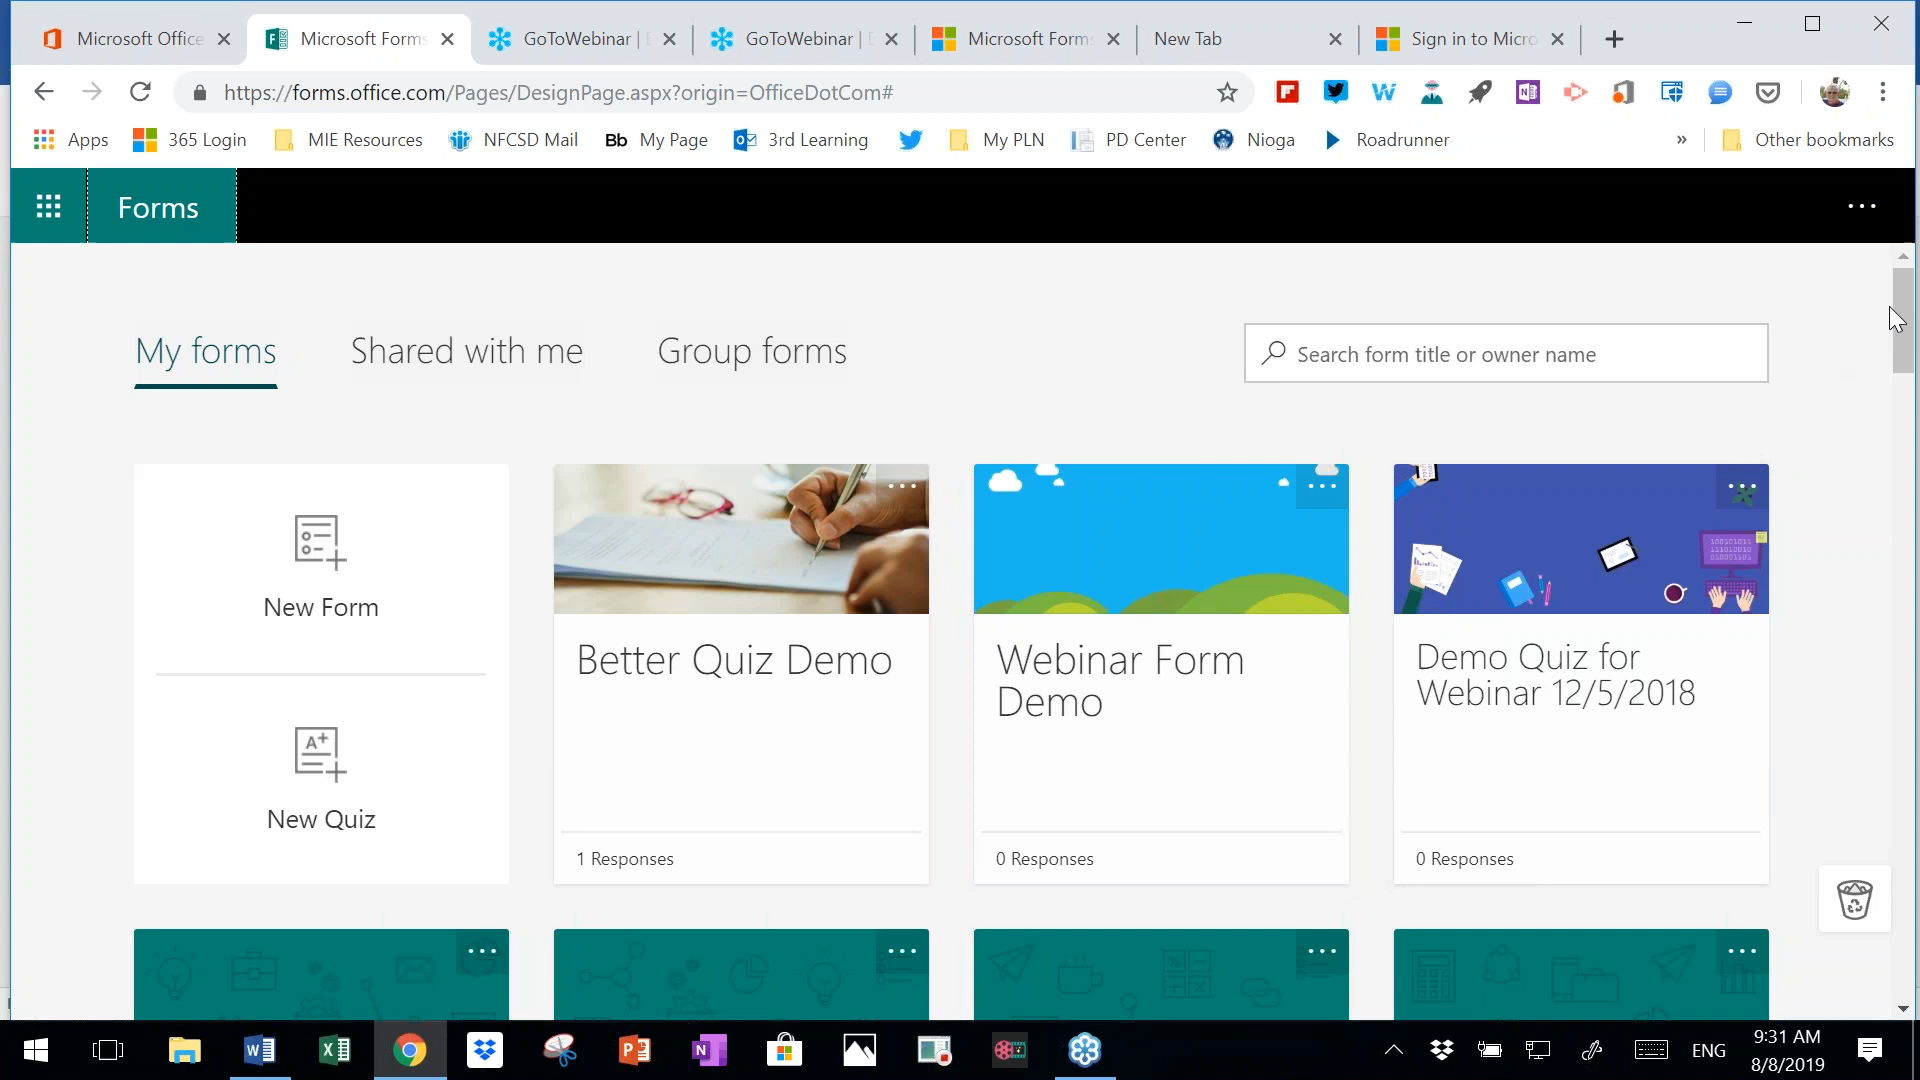 Microsoft Office
Microsoft Forms
GoToWebinar |
GoToWebinar |
Microsoft Forms
New Tab
Sign in to Micro
https://forms.office.com/Pages/DesignPage.aspx?origin=OfficeDotCom#
Apps
365 Login
MIE Resources
NFCSD Mail
Bb My Page
3rd Learning
My PLN
PD Center
Nioga
Roadrunner
»
Other bookmarks
Forms
My forms
Shared with me
Group forms
Search form title or owner name
New Form
New Quiz
Better Quiz Demo
1 Responses
Webinar Form
Demo
0 Responses
Demo Quiz for
Webinar 12/5/2018
0 Responses
ENG
9:31 AM
8/8/2019